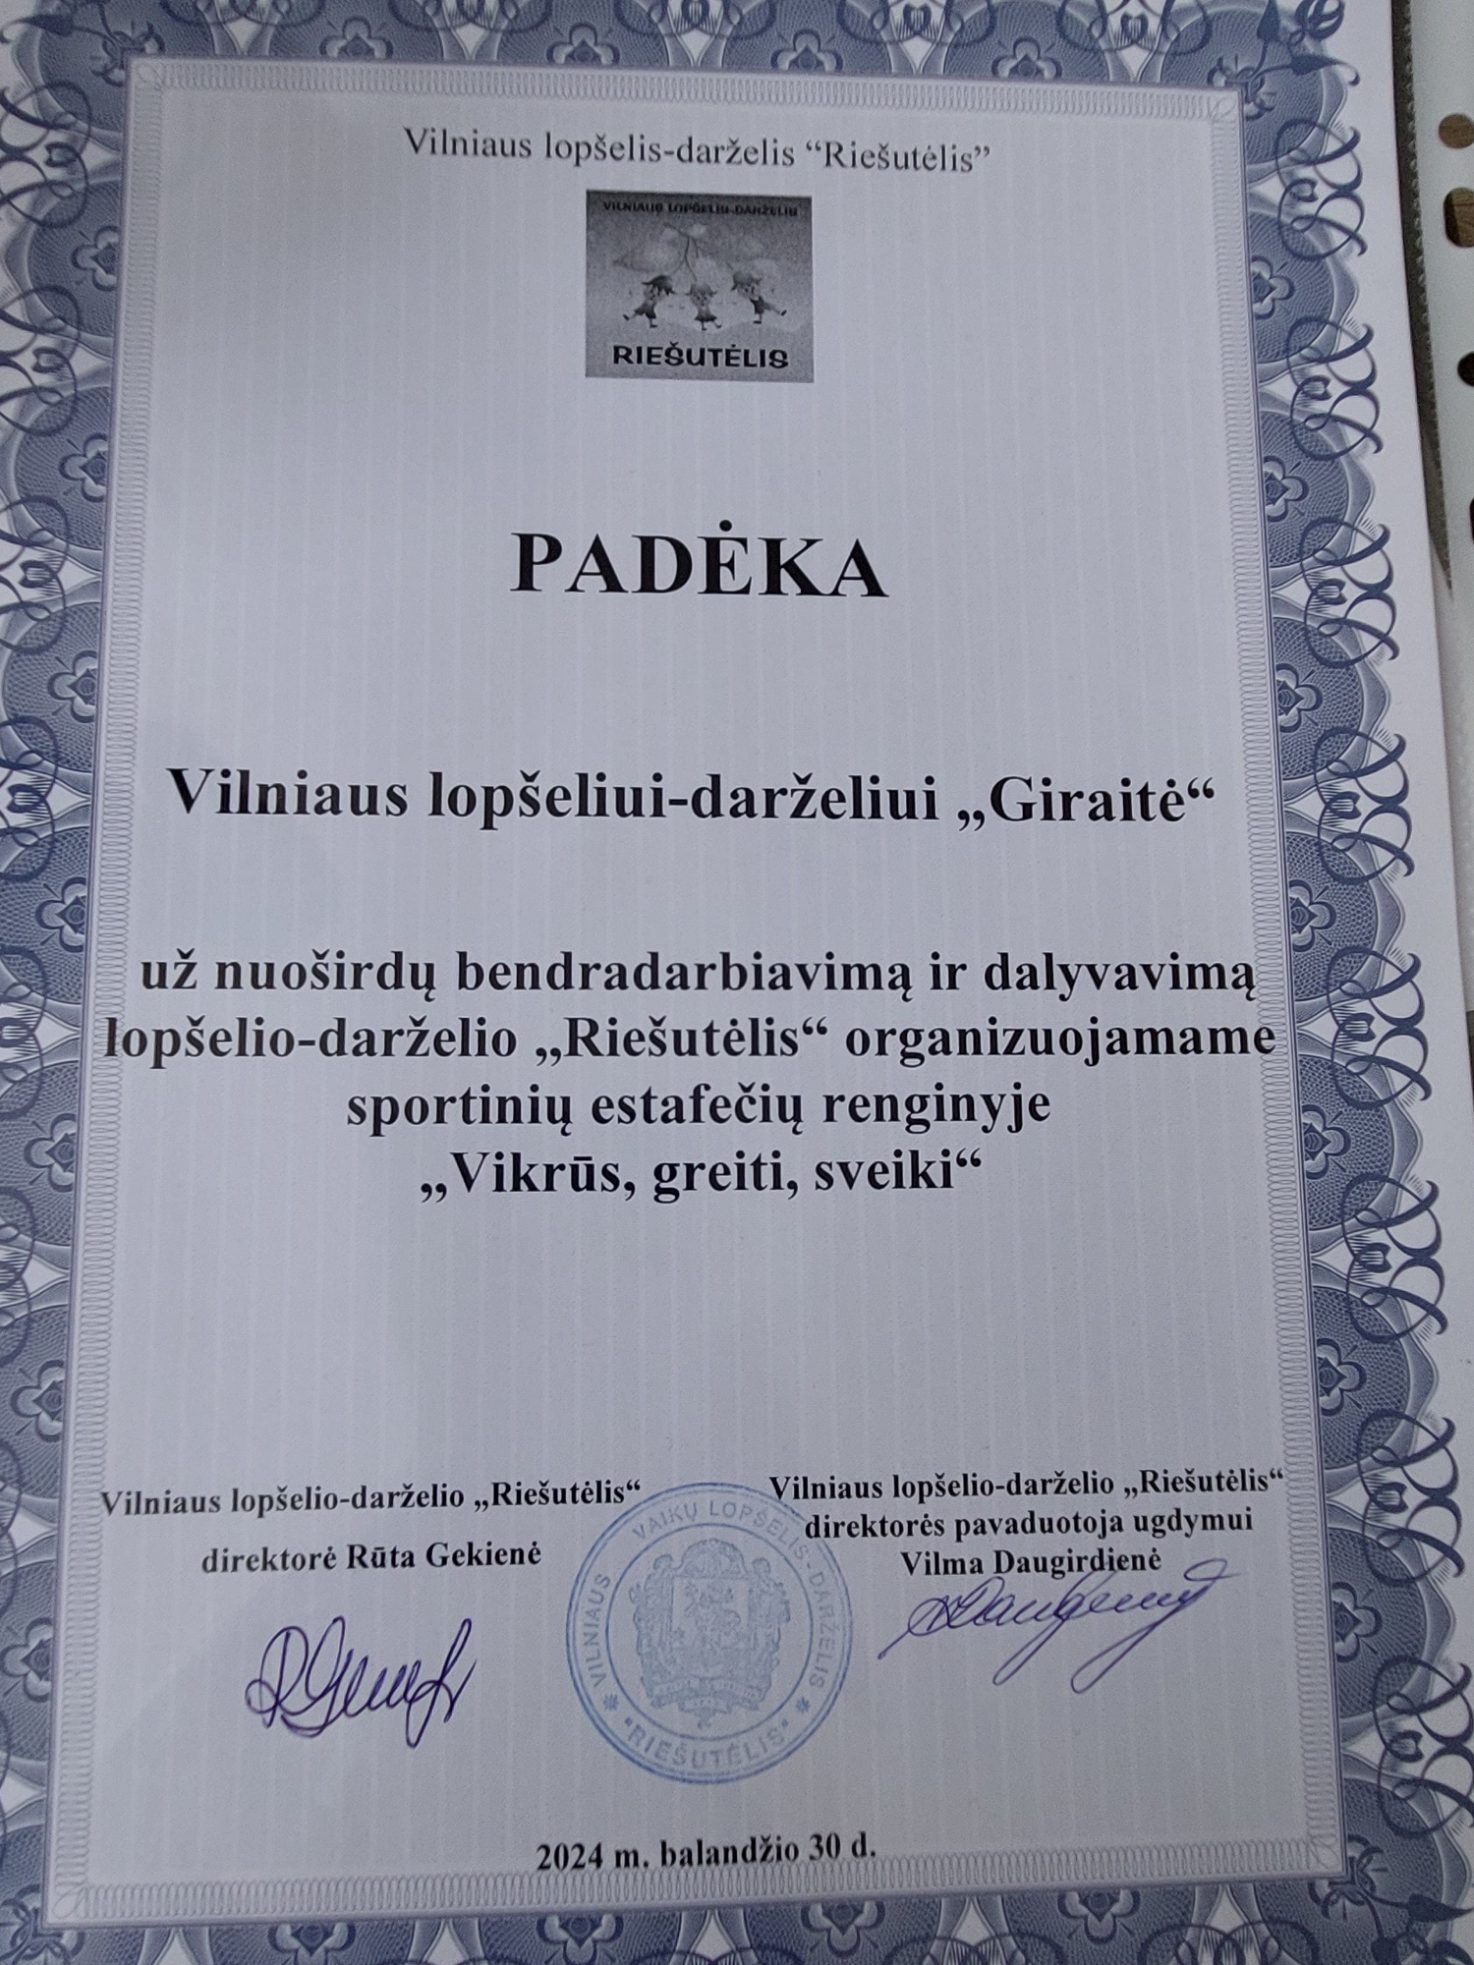 Vilniaus lopšelis-darželis “Riešutėlis”
VILNIAUS LOPŠELIS-DARŽELIS
RIEŠUTĖLIS
PADĖKA
Vilniaus lopšeliui-darželiui „Giraitė“
už nuoširdų bendradarbiavimą ir dalyvavimą
lopšelio-darželio „Riešutėlis“ organizuojamame
sportinių estafečių renginyje
„Vikrūs, greiti, sveiki“
Vilniaus lopšelio-darželio „Riešutėlis“
direktorė Rūta Gekienė
Vilniaus lopšelio-darželio „Riešutėlis“
direktorės pavaduotoja ugdymui
Vilma Daugirdienė
VILNIAUS VAIKŲ LOPŠELIS-DARŽELIS
"RIEŠUTĖLIS"
2024 m. balandžio 30 d.